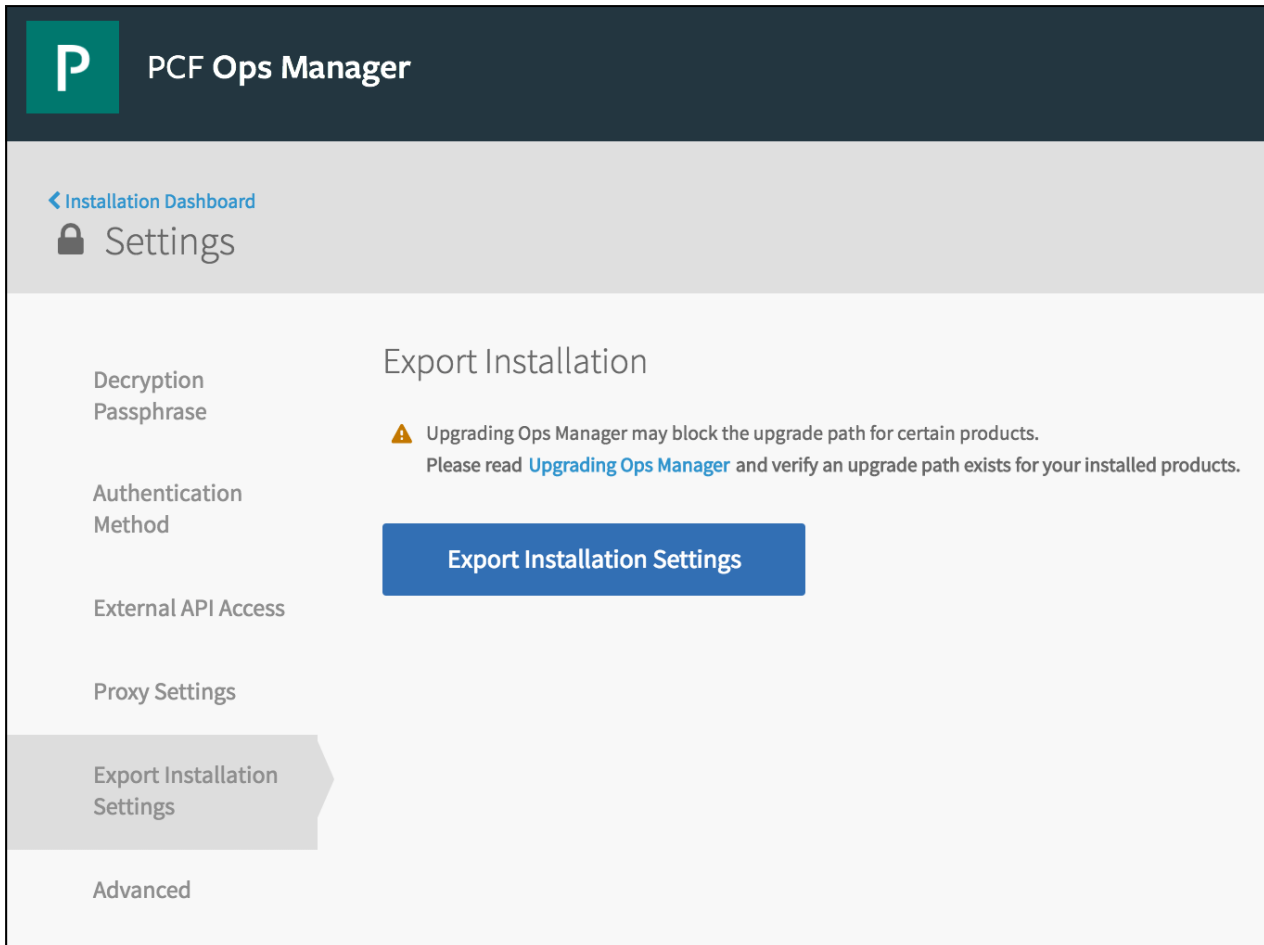 P
PCF Ops Manager
Installation Dashboard
Settings
Decryption
Passphrase
Authentication
Method
External API Access
Proxy Settings
Export Installation
Settings
Advanced
Export Installation
Upgrading Ops Manager may block the upgrade path for certain products.
Please read Upgrading Ops Manager and verify an upgrade path exists for your installed products.
Export Installation Settings